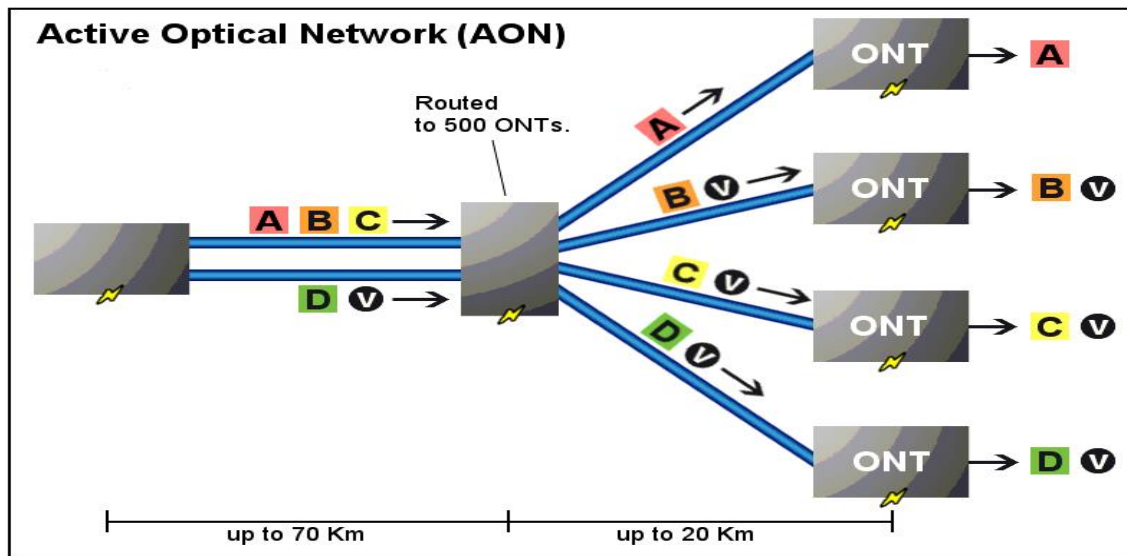 Active Optical Network (AON)
Routed
to 500 ONTs.
A B C
D v
A
B v
C v
D v
ONT
A
ONT
B v
ONT
C v
ONT
D v
up to 70 Km
up to 20 Km